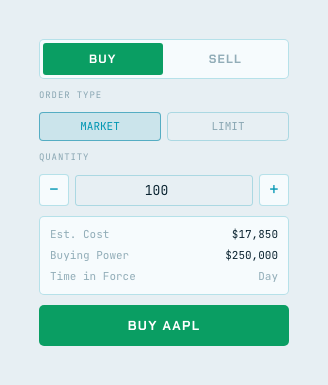 BUY SELL
ORDER TYPE
MARKET LIMIT
QUANTITY
− 100 +
Est. Cost $17,850
Buying Power $250,000
Time in Force Day
BUY AAPL